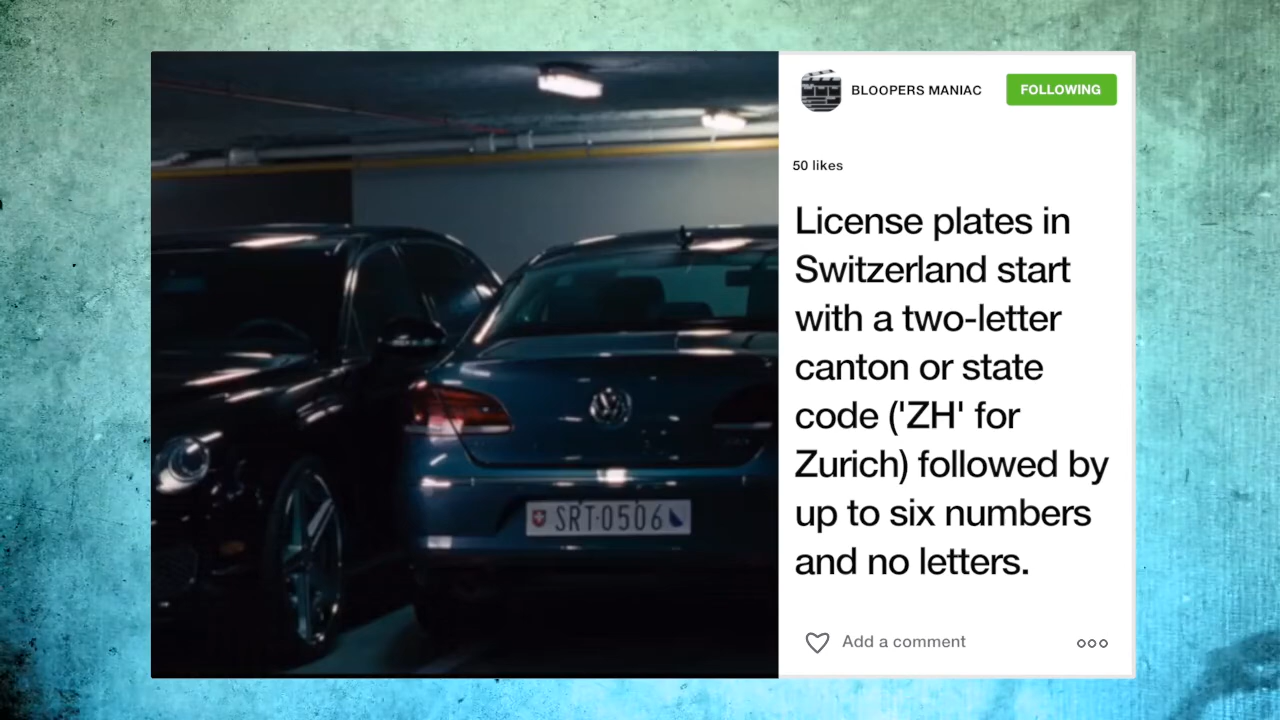 BLOOPERS MANIAC
FOLLOWING
50 likes
License plates in
Switzerland start
with a two-letter
canton or state
code ('ZH' for
Zurich) followed by
up to six numbers
and no letters.
SRT·0506
Add a comment